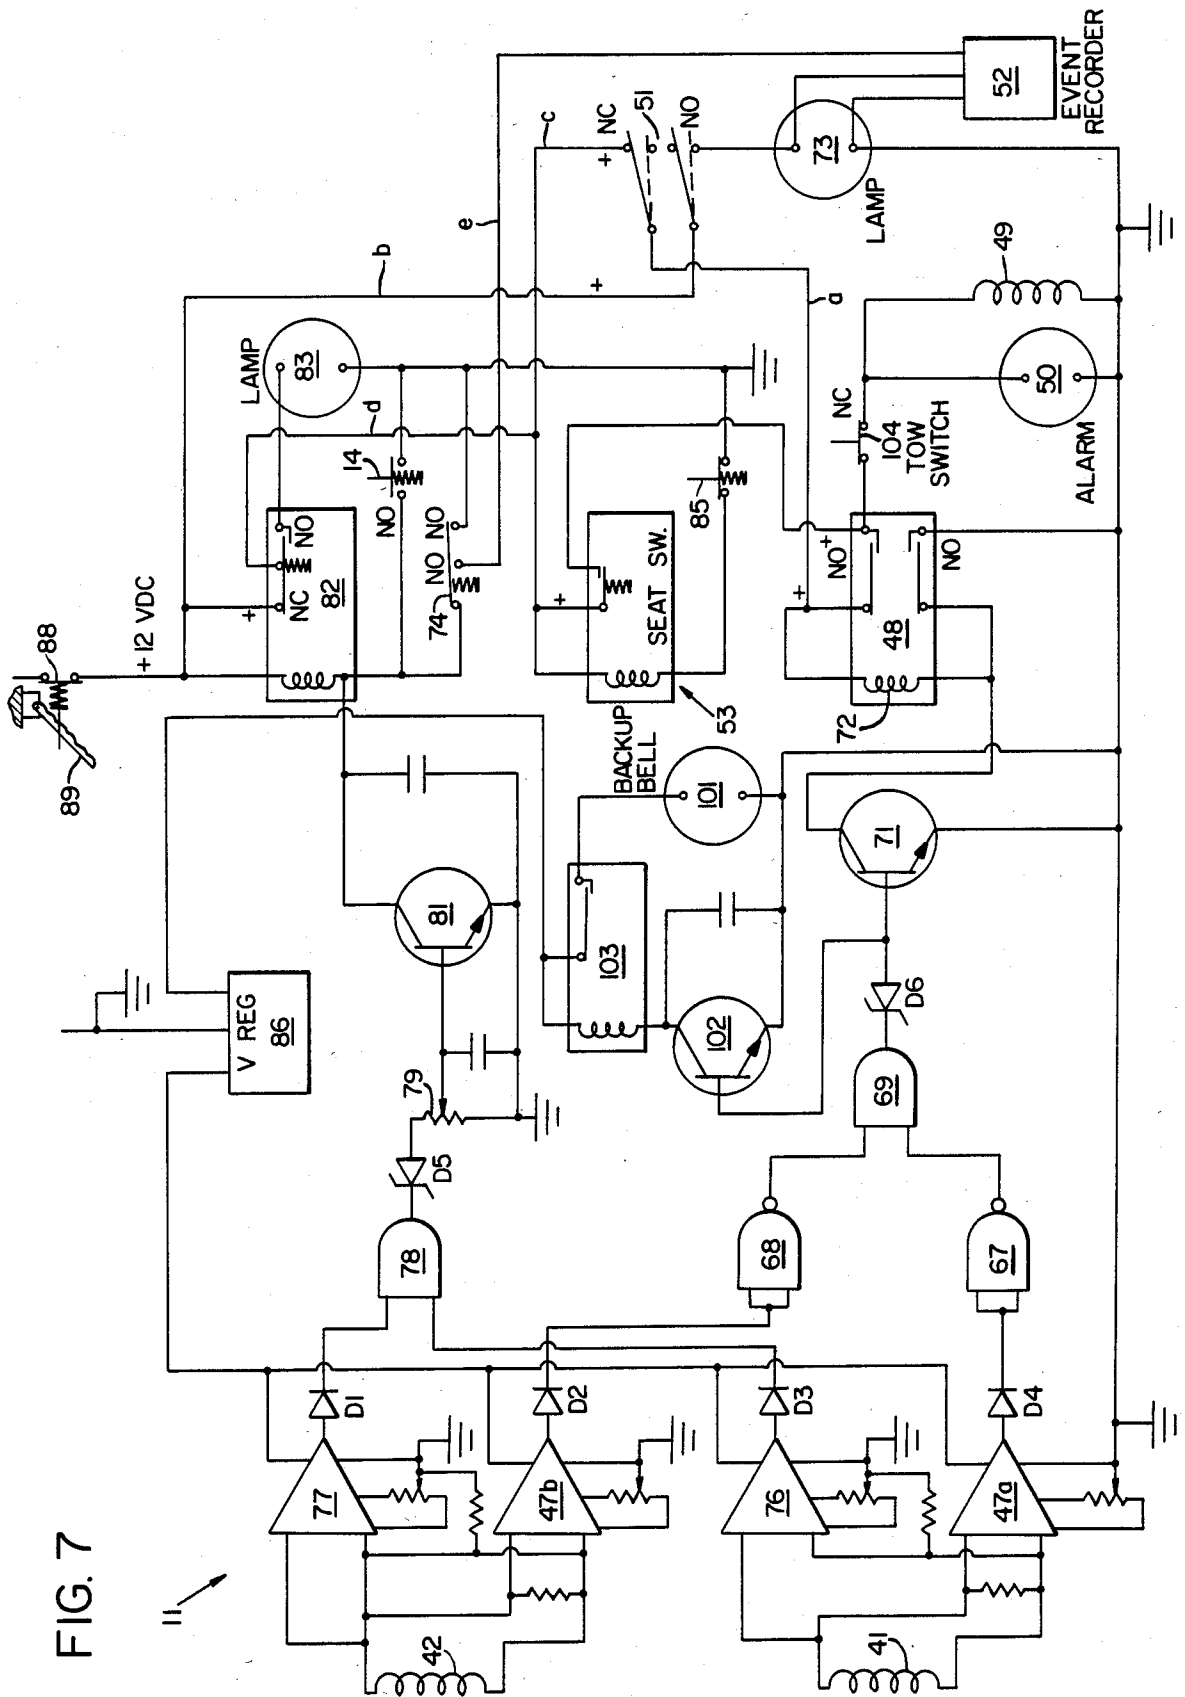 FIG. 7
11
89
88
+12 VDC
V REG
86
82
+
NC
NO
LAMP
83
d
b
14
NO
74
NO
NO
e
c
+
NC
51
NO
+
52
EVENT
RECORDER
73
LAMP
D1
77
78
D5
79
81
42
47b
D2
103
BACKUP
BELL
101
102
53
+
SEAT SW.
85
a
68
76
D3
69
D6
71
72
48
+
NO
+
NO
NC
104
TOW
SWITCH
49
50
ALARM
41
47a
D4
67